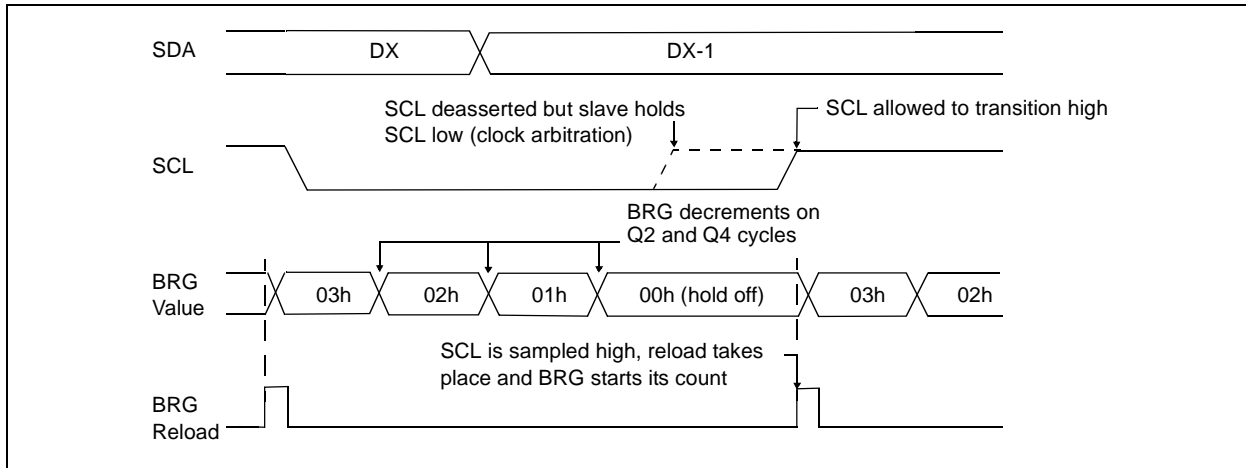 SDA
DX
DX-1
SCL deasserted but slave holds
SCL low (clock arbitration)
SCL allowed to transition high
SCL
BRG decrements on
Q2 and Q4 cycles
BRG
Value
03h
02h
01h
00h (hold off)
03h
02h
SCL is sampled high, reload takes
place and BRG starts its count
BRG
Reload